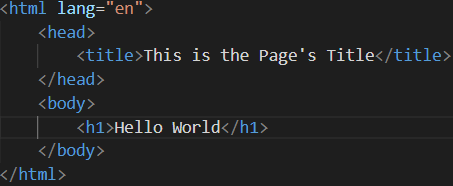 <html lang="en">
<head>
<title>This is the Page's Title</title>
</head>
<body>
<h1>Hello World</h1>
</body>
</html>